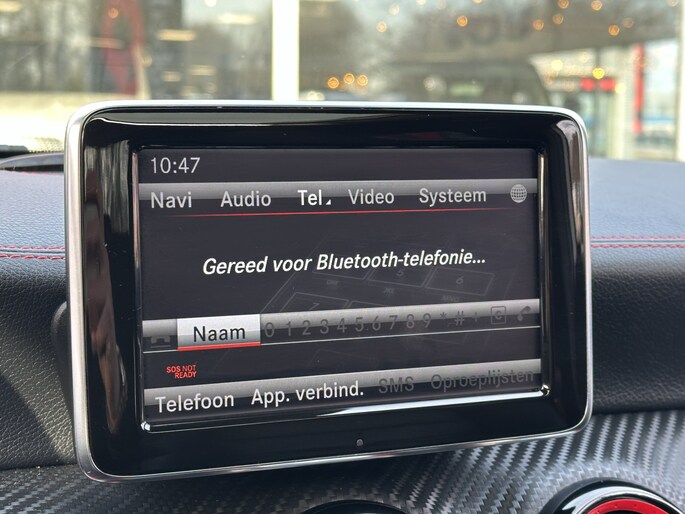 10:47
Navi Audio Tel Video Systeem
Gereed voor Bluetooth-telefonie...
Naam 0 1 2 3 4 5 6 7 8 9 * # +
SOS NOT
READY
Telefoon App. verbind. SMS Oproeplijsten